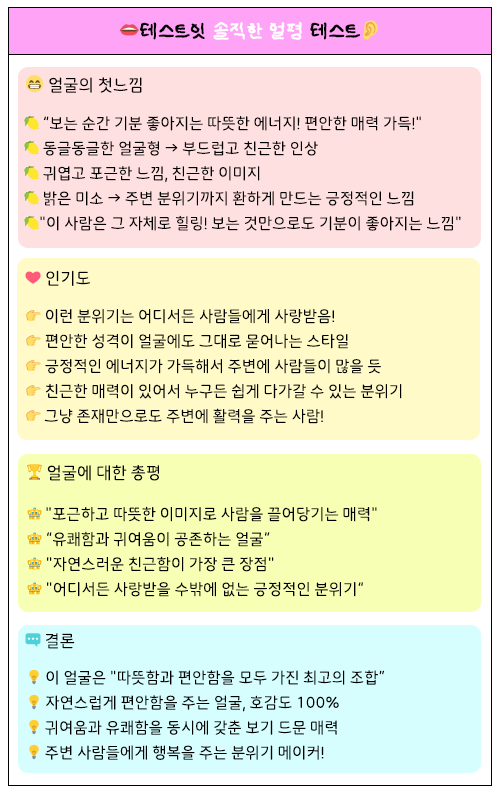 테스트씻 솔직한 얼평 테스트
얼굴의 첫느낌
“보는 순간 기분 좋아지는 따뜻한 에너지! 편안한 매력 가득!"
동글동글한 얼굴형 → 부드럽고 친근한 인상
귀엽고 포근한 느낌, 친근한 이미지
밝은 미소 → 주변 분위기까지 환하게 만드는 긍정적인 느낌
"이 사람은 그 자체로 힐링! 보는 것만으로도 기분이 좋아지는 느낌"
인기도
이런 분위기는 어디서든 사람들에게 사랑받음!
편안한 성격이 얼굴에도 그대로 묻어나는 스타일
긍정적인 에너지가 가득해서 주변에 사람들이 많을 듯
친근한 매력이 있어서 누구든 쉽게 다가갈 수 있는 분위기
그냥 존재만으로도 주변에 활력을 주는 사람!
얼굴에 대한 총평
"포근하고 따뜻한 이미지로 사람을 끌어당기는 매력"
“유쾌함과 귀여움이 공존하는 얼굴”
"자연스러운 친근함이 가장 큰 장점"
"어디서든 사랑받을 수밖에 없는 긍정적인 분위기“
결론
이 얼굴은 "따뜻함과 편안함을 모두 가진 최고의 조합”
자연스럽게 편안함을 주는 얼굴, 호감도 100%
귀여움과 유쾌함을 동시에 갖춘 보기 드문 매력
주변 사람들에게 행복을 주는 분위기 메이커!